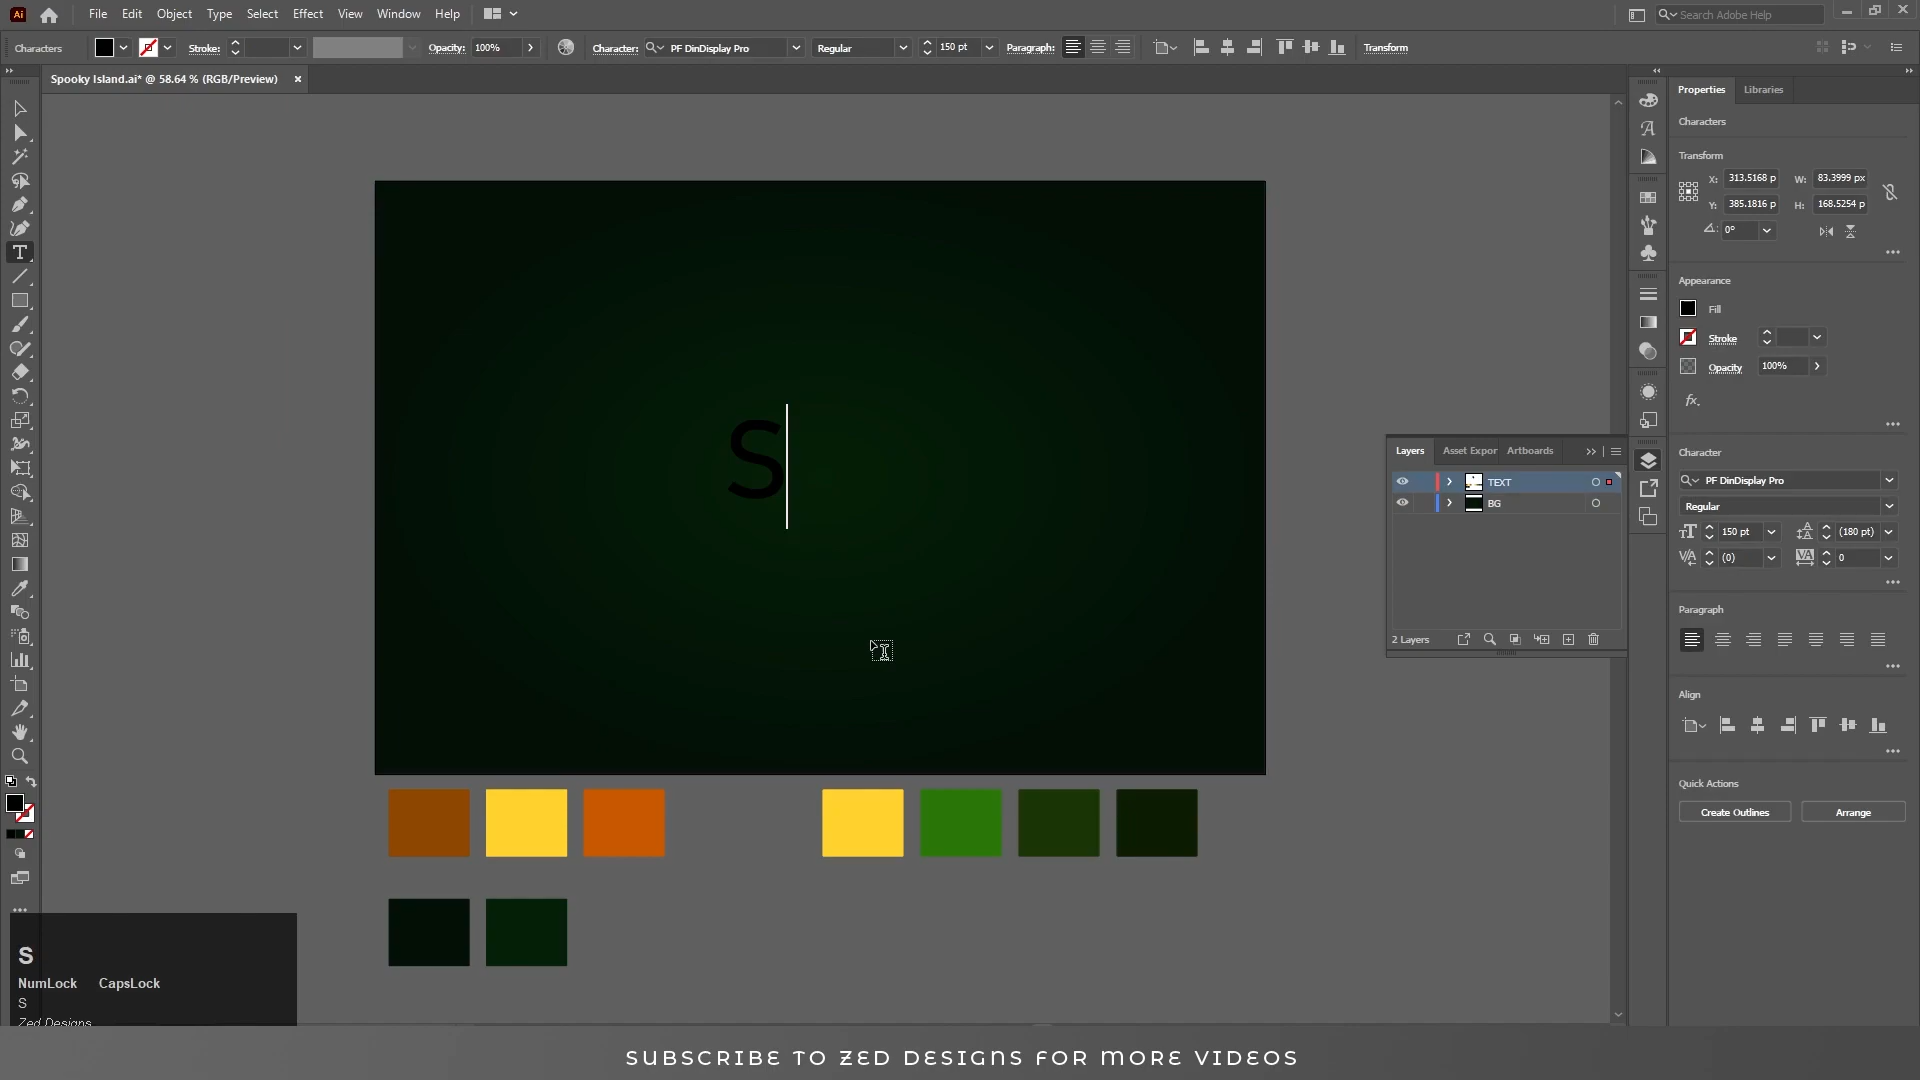 Ai File Edit Object Type Select Effect View Window Help Search Adobe Help
Characters Stroke: Opacity: 100% Character: PF DinDisplay Pro Regular 150 pt Paragraph: Transform
Spooky Island.ai* @ 58.64 % (RGB/Preview) ×
Properties Libraries
Characters
Transform
X: 313.5168 p W: 83.3999 px
Y: 385.1816 p H: 168.5254 p
0°
Appearance
Fill
Stroke
Opacity 100%
fx.
Character
PF DinDisplay Pro
Regular
150 pt (180 pt)
(0) 0
Paragraph
Align
Quick Actions
Create Outlines Arrange
Layers Asset Expor Artboards
TEXT
BG
2 Layers
S
S
NumLock CapsLock
S
Zed Designs
SUBSCRIBE TO ZED DESIGNS FOR MORE VIDEOS